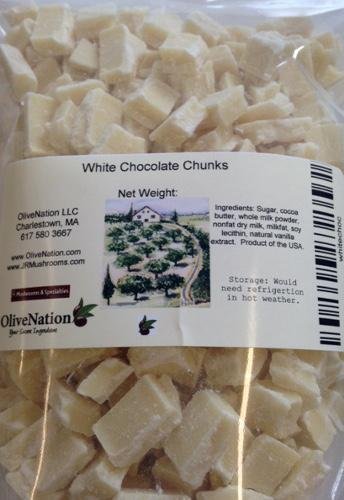 White Chocolate Chunks
Net Weight:
OliveNation LLC
Charlestown, MA
617 580 3667
www.OliveNation.com
www.JRMushrooms.com
Mushrooms & Specialties
OliveNation
Your Secret Ingredient
Ingredients: Sugar, cocoa
butter, whole milk powder,
nonfat dry milk, milkfat, soy
lecithin, natural vanilla
extract. Product of the USA.
Storage: Would
need refrigertion
in hot weather.
whitechoc